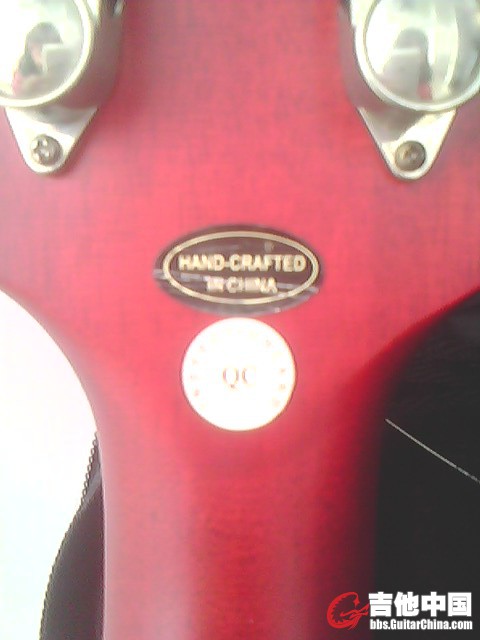 HAND-CRAFTED
IN CHINA
QC
吉他中国
bbs.GuitarChina.com